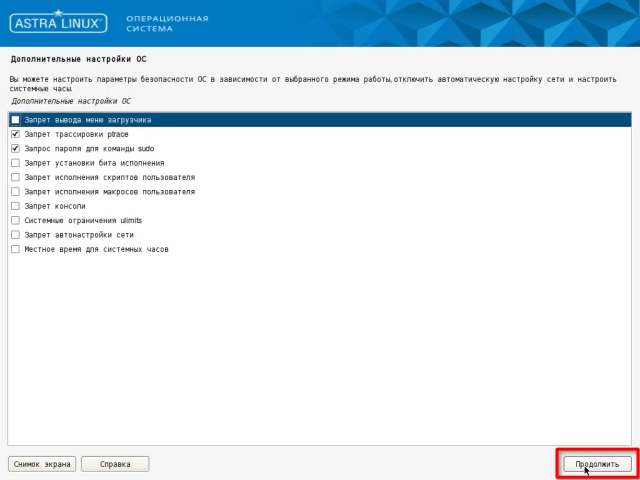 ASTRA LINUX®
ОПЕРАЦИОННАЯ
СИСТЕМА
Дополнительные настройки ОС
Вы можете настроить параметры безопасности ОС в зависимости от выбранного режима работы,отключить автоматическую настройку сети и настроить
системные часы.
Дополнительные настройки ОС
Запрет вывода меню загрузчика
Запрет трассировки ptrace
Запрос пароля для команды sudo
Запрет установки бита исполнения
Запрет исполнения скриптов пользователя
Запрет исполнения макросов пользователя
Запрет консоли
Системные ограничения ulimits
Запрет автонастройки сети
Местное время для системных часов
Снимок экрана
Справка
Продолжить